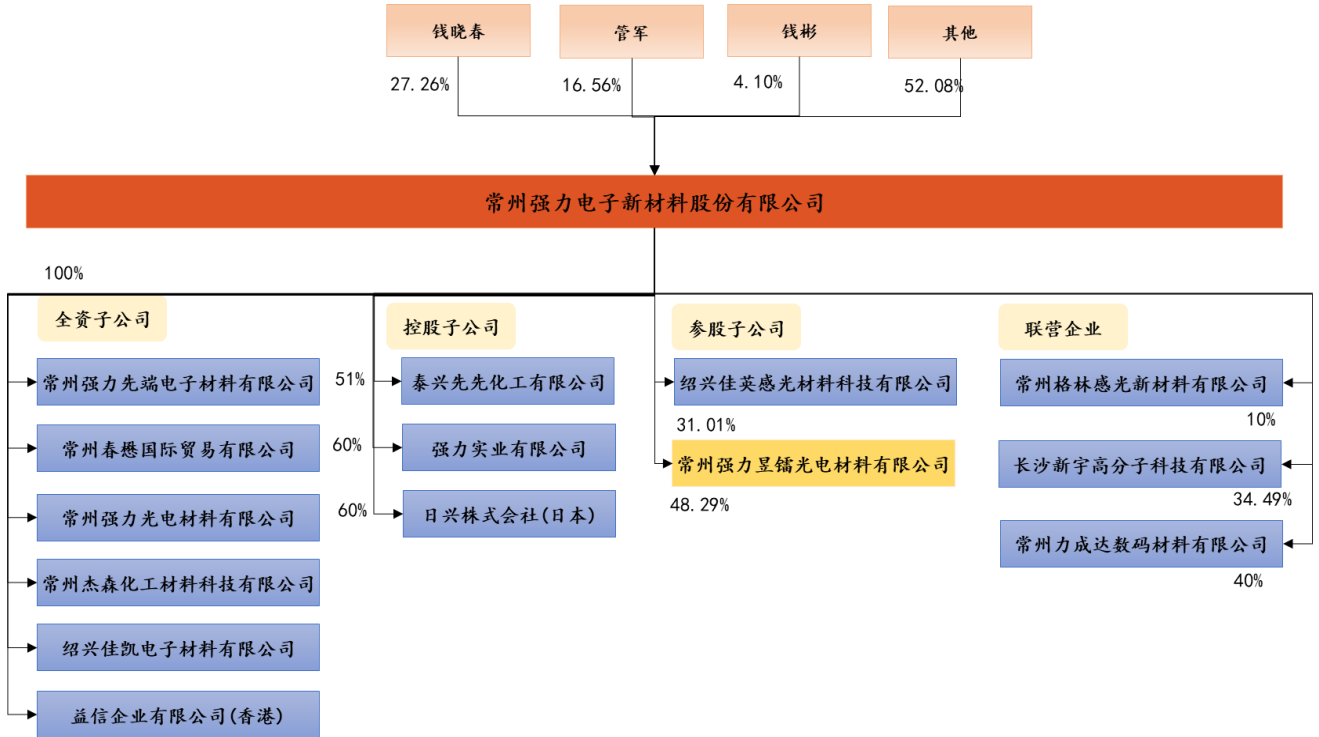 钱晓春
管军
钱彬
其他
27.26%
16.56%
4.10%
52.08%
常州强力电子新材料股份有限公司
100%
全资子公司
常州强力先端电子材料有限公司
常州春懋国际贸易有限公司
常州强力光电材料有限公司
常州杰森化工材料科技有限公司
绍兴佳凯电子材料有限公司
益信企业有限公司(香港)
控股子公司
51%
泰兴先先化工有限公司
60%
强力实业有限公司
60%
日兴株式会社(日本)
参股子公司
绍兴佳英感光材料科技有限公司
31.01%
常州强力昱镭光电材料有限公司
48.29%
联营企业
常州格林感光新材料有限公司
10%
长沙新宇高分子科技有限公司
34.49%
常州力成达数码材料有限公司
40%